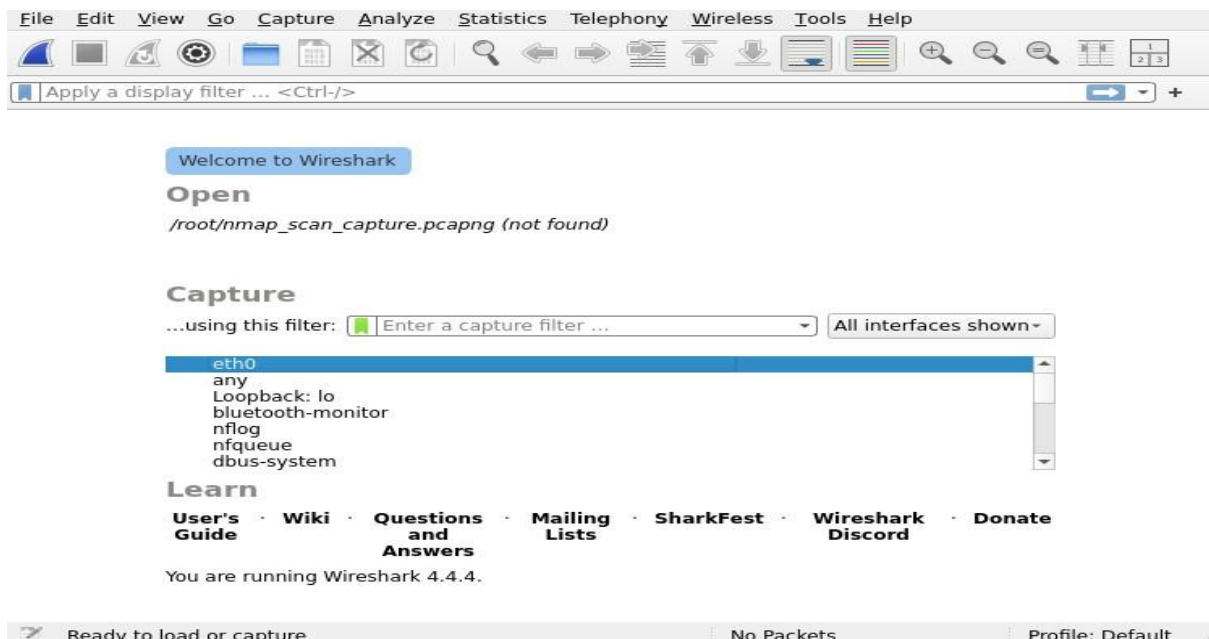 File Edit View Go Capture Analyze Statistics Telephony Wireless Tools Help
1
2 3
Apply a display filter ... <Ctrl-/>
+
Welcome to Wireshark
Open
/root/nmap_scan_capture.pcapng (not found)
Capture
...using this filter: Enter a capture filter ... All interfaces shown
eth0
any
Loopback: lo
bluetooth-monitor
nflog
nfqueue
dbus-system
Learn
User's Guide · Wiki · Questions and Answers · Mailing Lists · SharkFest · Wireshark Discord · Donate
You are running Wireshark 4.4.4.
Ready to load or capture No Packets Profile: Default